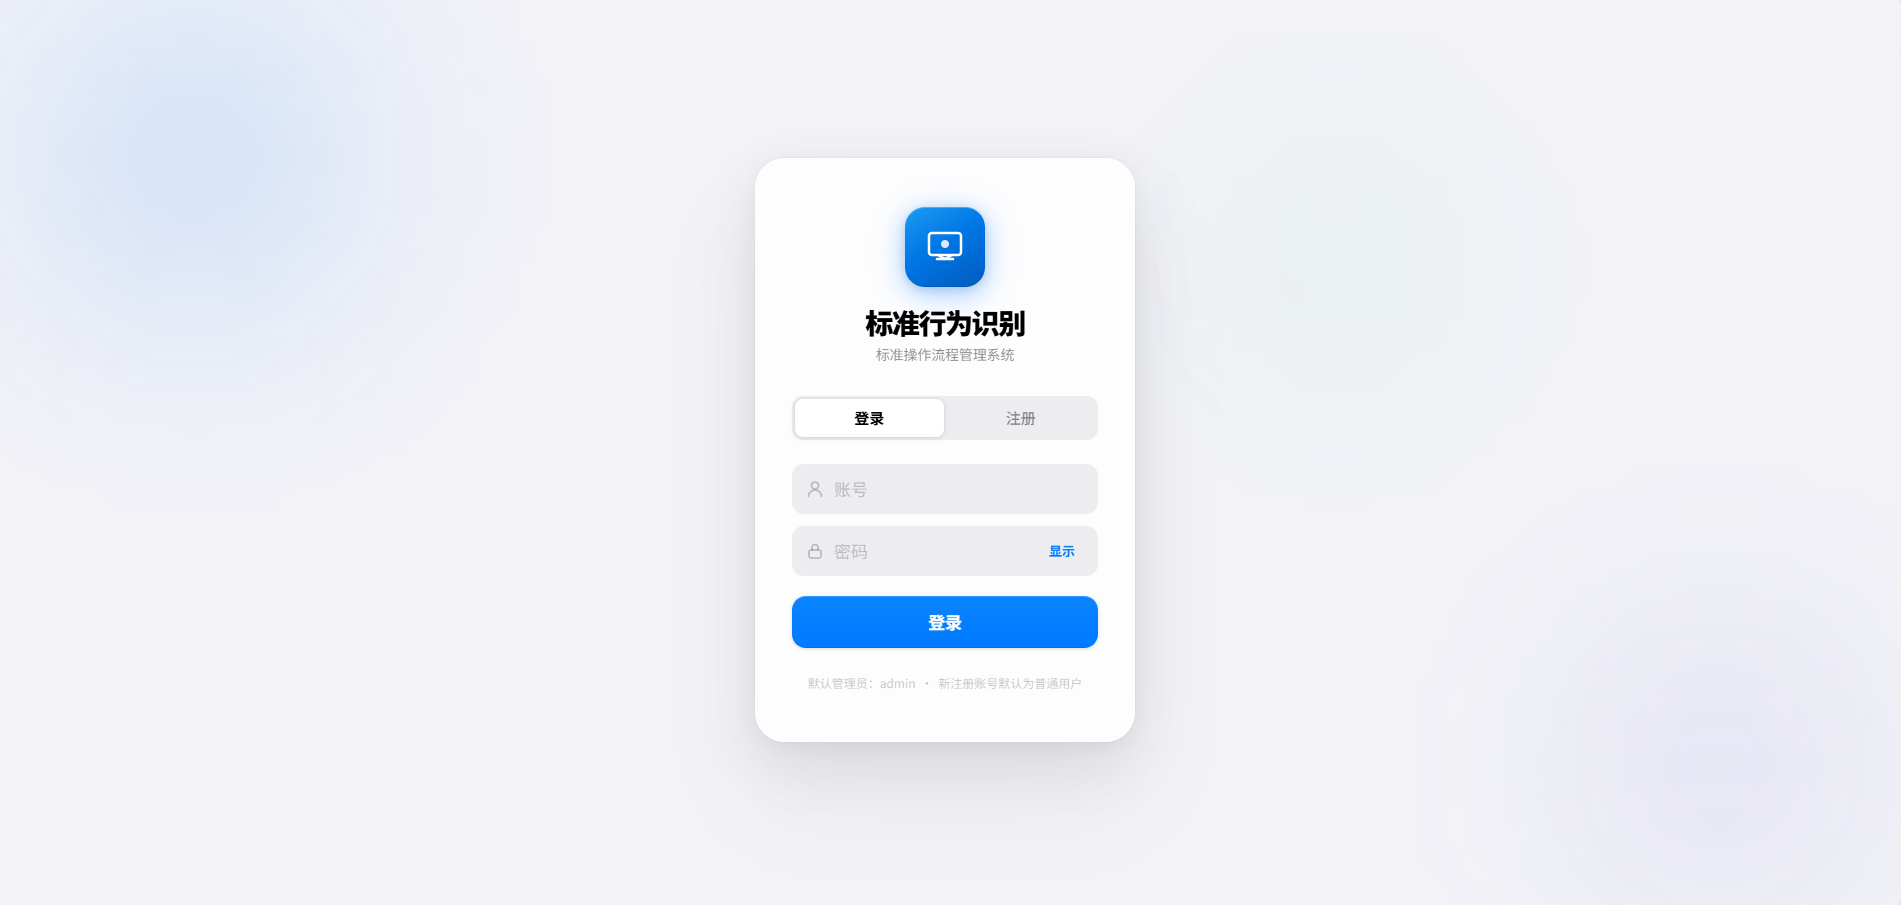 标准行为识别
标准操作流程管理系统
登录 注册
账号
密码 显示
登录
默认管理员：admin · 新注册账号默认为普通用户